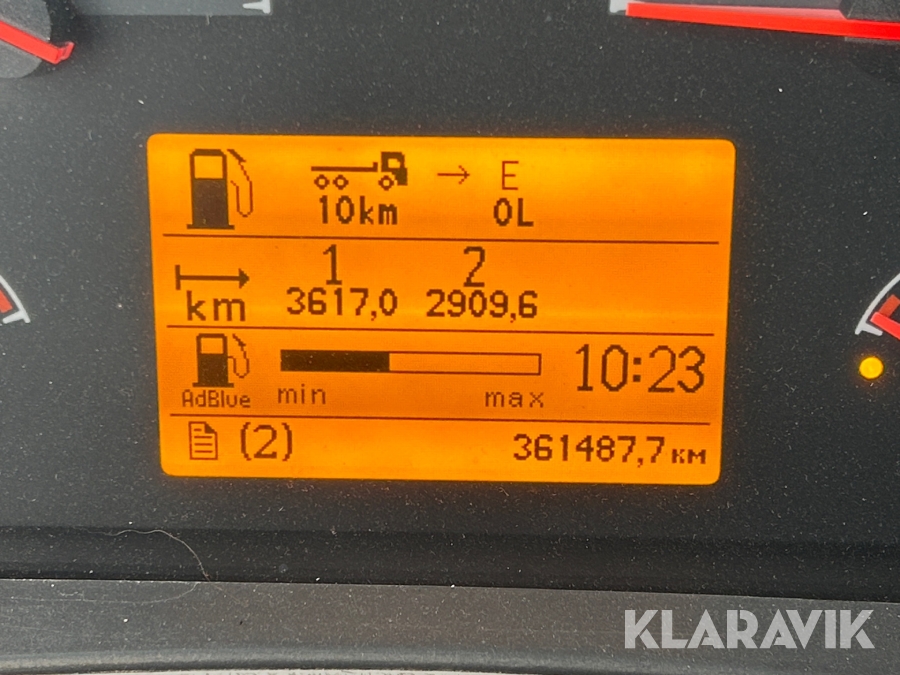 E
10km 0L
1 2
km 3617,0 2909,6
10:23
AdBlue min max
(2) 361487,7 км
KLARAVIK